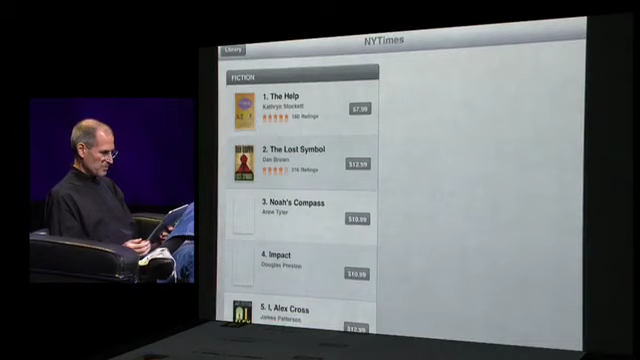 Library
NYTimes
FICTION
1. The Help
Kathryn Stockett
180 Ratings
$7.99
2. The Lost Symbol
Dan Brown
216 Ratings
$12.99
3. Noah's Compass
Anne Tyler
$10.99
4. Impact
Douglas Preston
$10.99
5. I, Alex Cross
James Patterson
$12.99